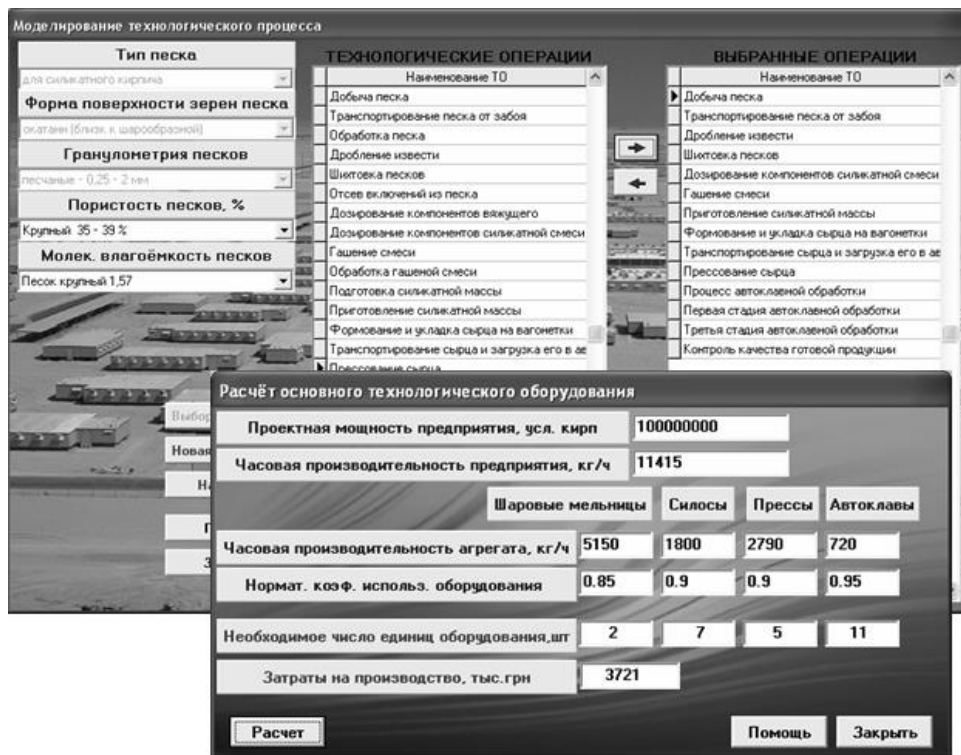 Моделирование технологического процесса
Тип песка
для силикатного кирпича
Форма поверхности зерен песка
окатанн (близк. к шарообразной)
Гранулометрия песков
песчаные - 0,25 - 2 мм
Пористость песков, %
Крупный 35 - 39 %
Молек. влагоёмкость песков
Песок крупный 1,57
ТЕХНОЛОГИЧЕСКИЕ ОПЕРАЦИИ
Наименование ТО
Добыча песка
Транспортирование песка от забоя
Обработка песка
Дробление извести
Шихтовка песков
Отсев включений из песка
Дозирование компонентов вяжущего
Дозирование компонентов силикатной смеси
Гашение смеси
Обработка гашеной смеси
Подготовка силикатной массы
Приготовление силикатной массы
Формование и укладка сырца на вагонетки
Транспортирование сырца и загрузка его в ав
Прессование сырца
ВЫБРАННЫЕ ОПЕРАЦИИ
Наименование ТО
Добыча песка
Транспортирование песка от забоя
Дробление извести
Шихтовка песков
Дозирование компонентов силикатной смеси
Гашение смеси
Приготовление силикатной массы
Формование и укладка сырца на вагонетки
Транспортирование сырца и загрузка его в ав
Прессование сырца
Процесс автоклавной обработки
Первая стадия автоклавной обработки
Третья стадия автоклавной обработки
Контроль качества готовой продукции
Выбор
Новая
Расчёт основного технологического оборудования
Проектная мощность предприятия, усл. кирп 100000000
Часовая производительность предприятия, кг/ч 11415
Шаровые мельницы Силосы Прессы Автоклавы
Часовая производительность агрегата, кг/ч 5150 1800 2790 720
Нормат. коэф. использ. оборудования 0.85 0.9 0.9 0.95
Необходимое число единиц оборудования,шт 2 7 5 11
Затраты на производство, тыс.грн 3721
Расчет Помощь Закрыть